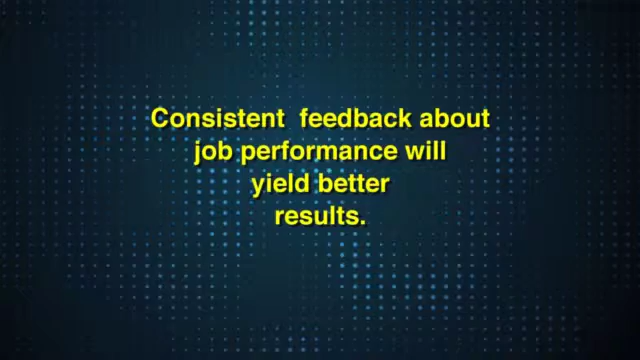 Consistent  feedback about
job performance will
yield better
results.